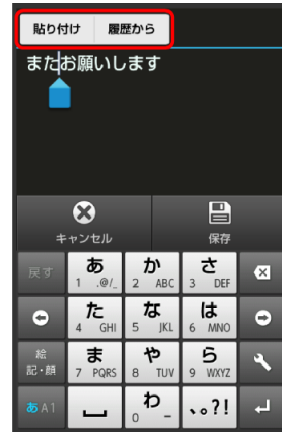 貼り付け 履歴から
またお願いします
キャンセル 保存
戻す あ 1 .@/_ か 2 ABC さ 3 DEF
た 4 GHI な 5 JKL は 6 MNO
絵記・顔 ま 7 PQRS や 8 TUV ら 9 WXYZ
あA1 わ 0 - 、。?!